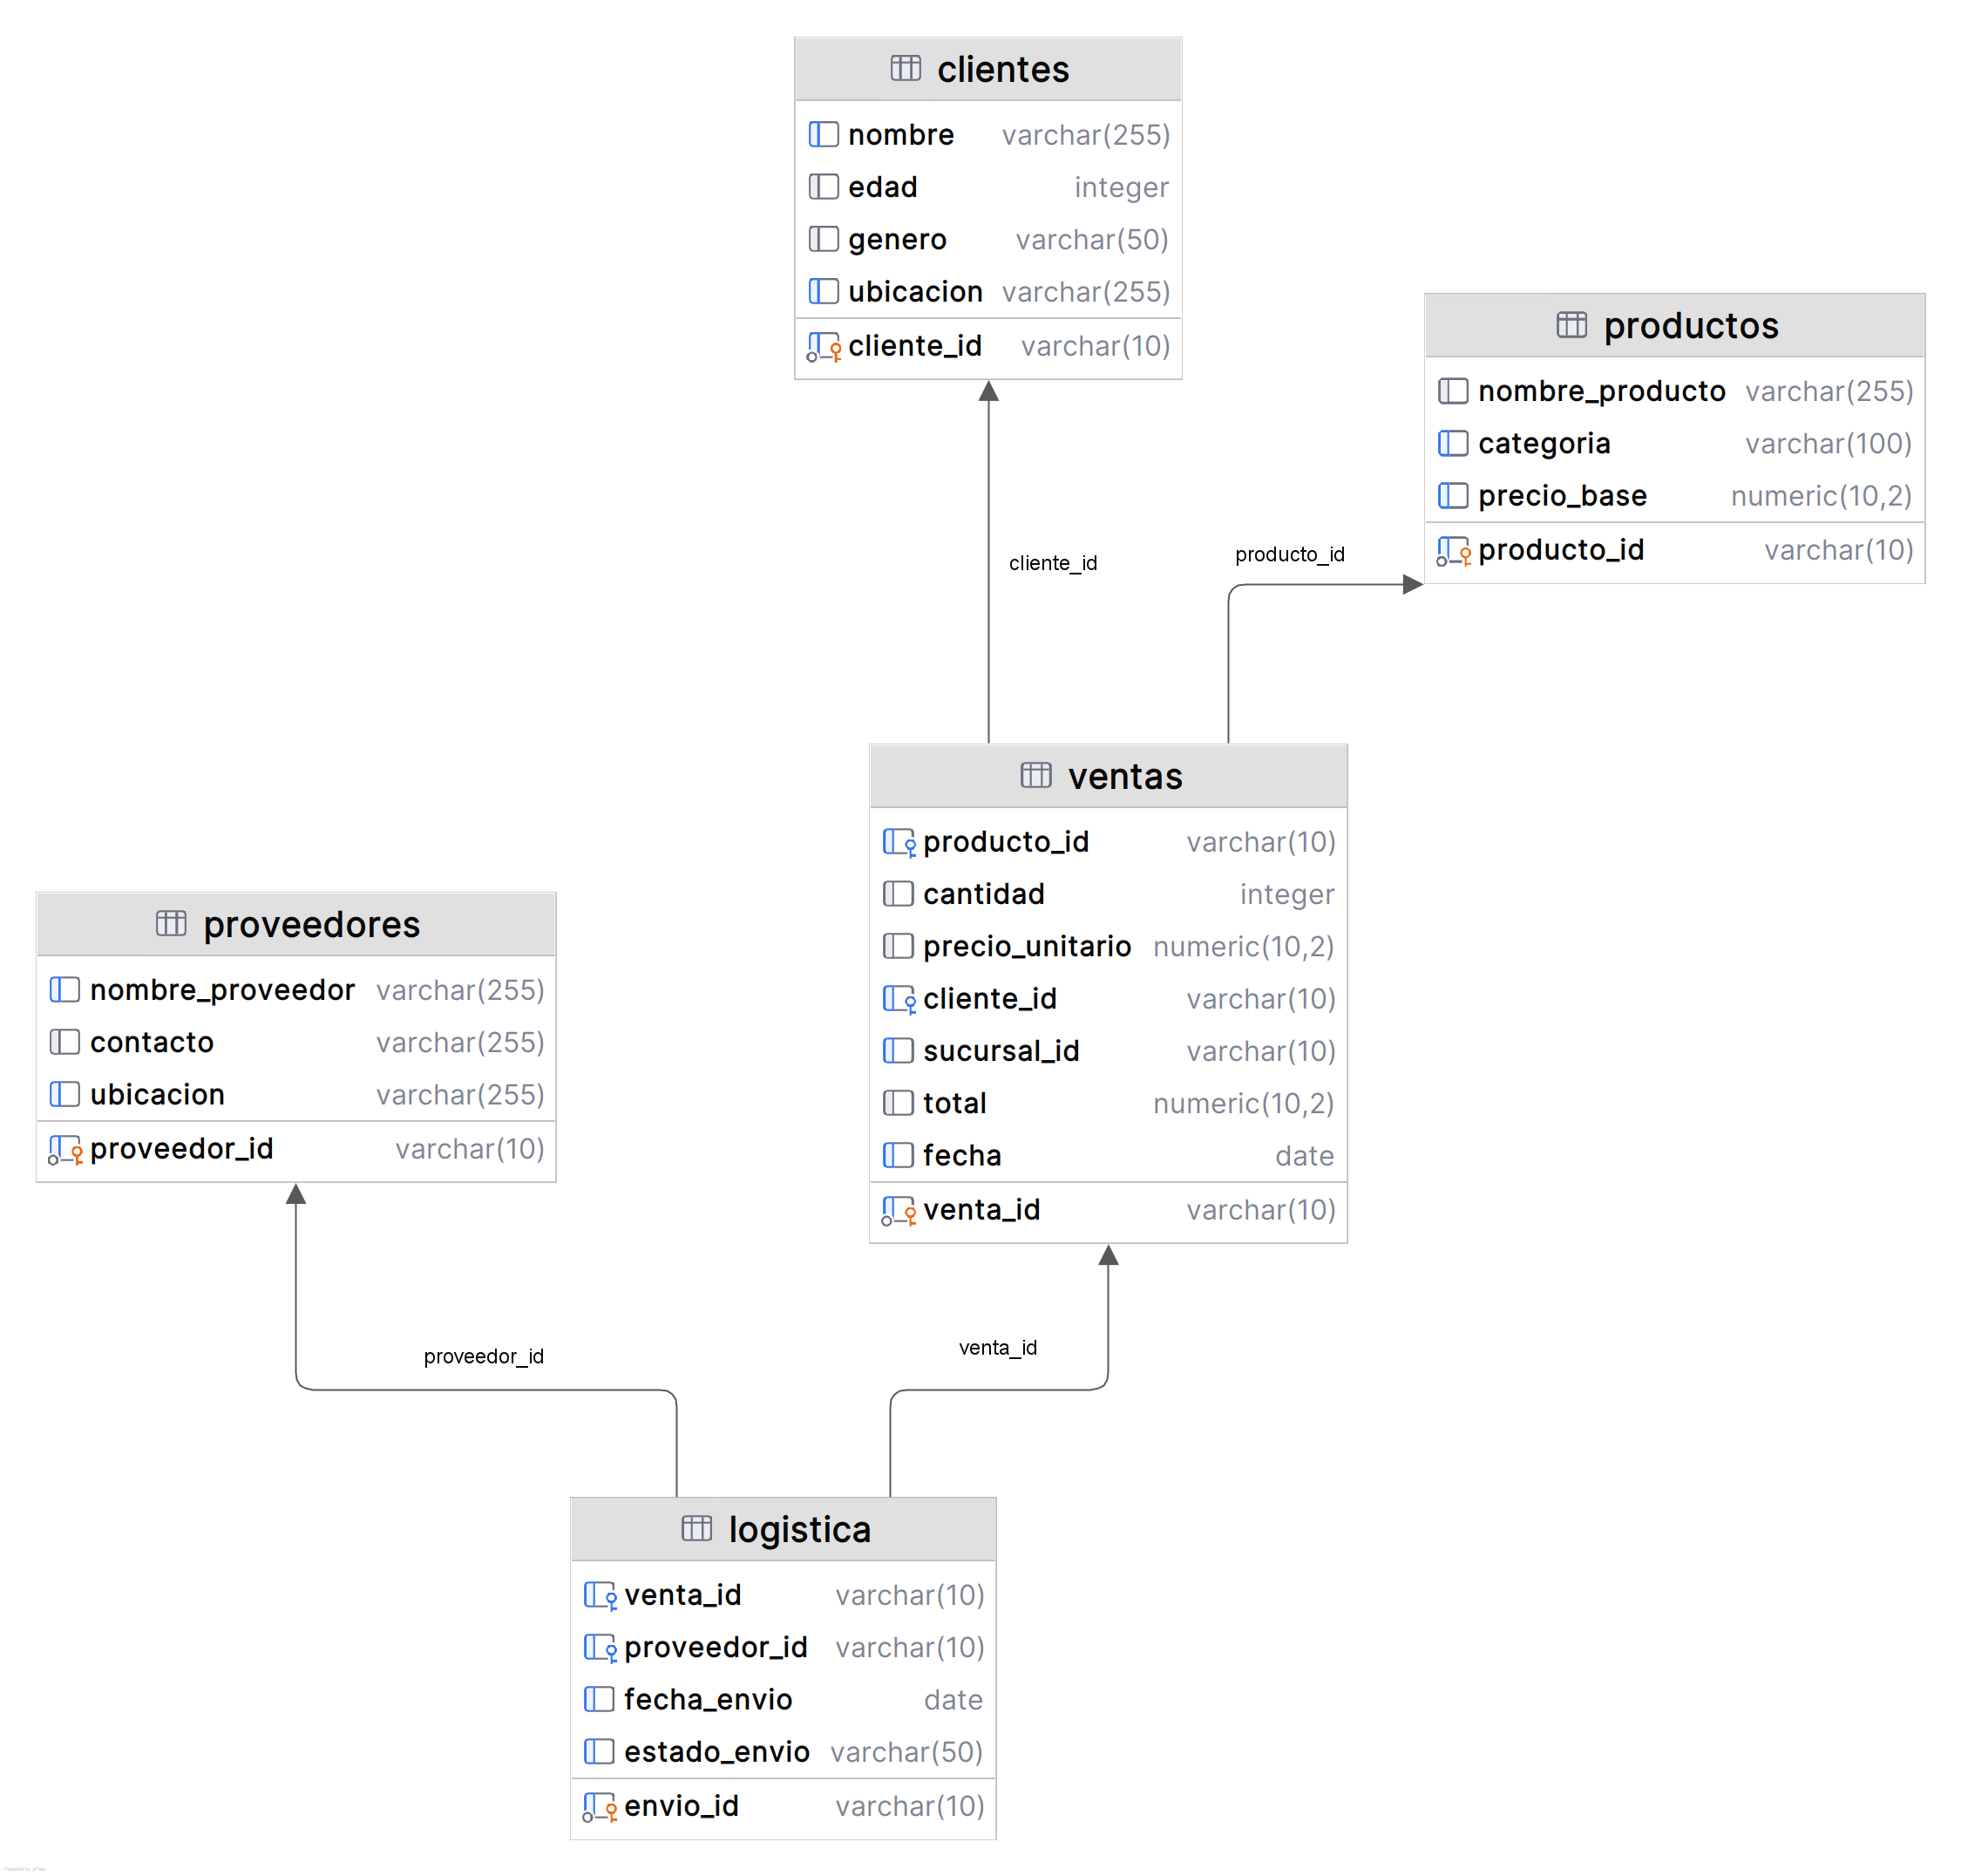 clientes
nombre varchar(255)
edad integer
genero varchar(50)
ubicacion varchar(255)
cliente_id varchar(10)
productos
nombre_producto varchar(255)
categoria varchar(100)
precio_base numeric(10,2)
producto_id varchar(10)
cliente_id
producto_id
ventas
producto_id varchar(10)
cantidad integer
precio_unitario numeric(10,2)
cliente_id varchar(10)
sucursal_id varchar(10)
total numeric(10,2)
fecha date
venta_id varchar(10)
proveedores
nombre_proveedor varchar(255)
contacto varchar(255)
ubicacion varchar(255)
proveedor_id varchar(10)
proveedor_id
venta_id
logistica
venta_id varchar(10)
proveedor_id varchar(10)
fecha_envio date
estado_envio varchar(50)
envio_id varchar(10)
Powered by yFiles